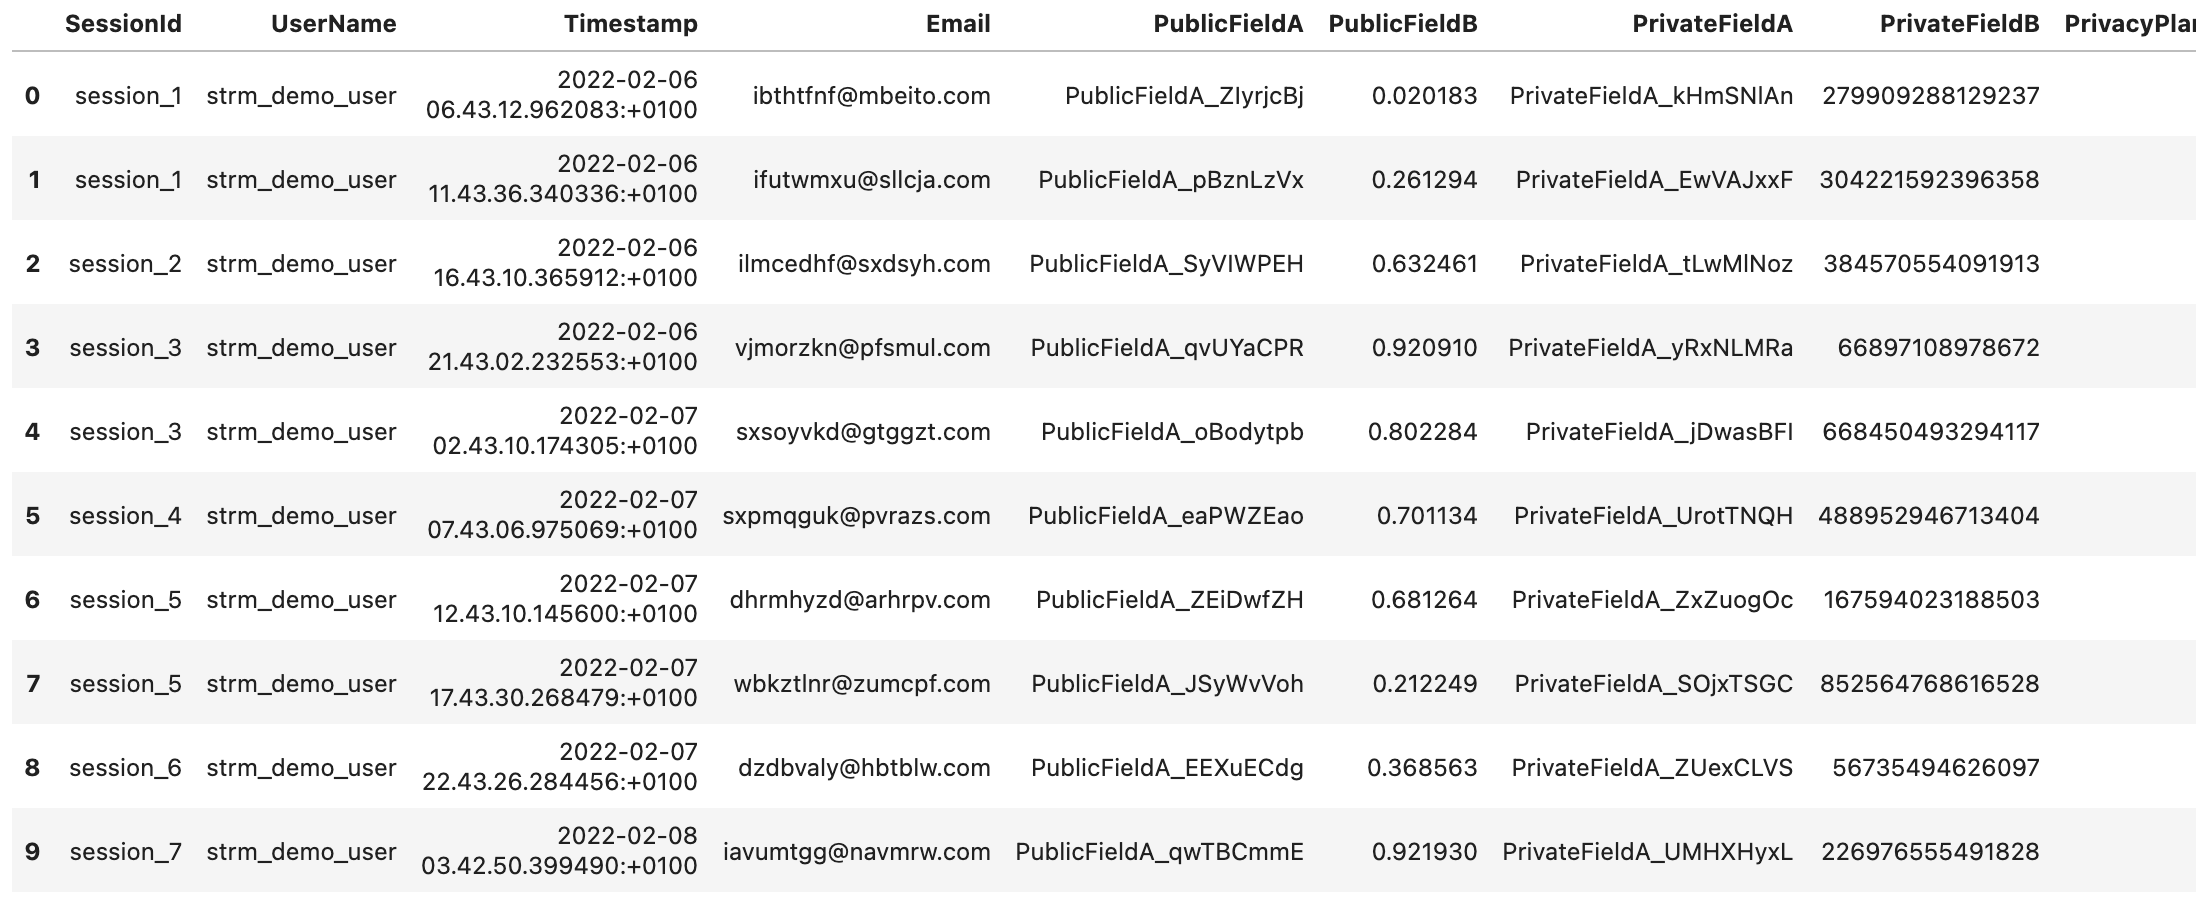 SessionId UserName Timestamp Email PublicFieldA PublicFieldB PrivateFieldA PrivateFieldB PrivacyPlan
0 session_1 strm_demo_user 2022-02-06 06.43.12.962083:+0100 ibthtfnf@mbeito.com PublicFieldA_ZIyrjcBj 0.020183 PrivateFieldA_kHmSNlAn 279909288129237
1 session_1 strm_demo_user 2022-02-06 11.43.36.340336:+0100 ifutwmxu@sllcja.com PublicFieldA_pBznLzVx 0.261294 PrivateFieldA_EwVAJxxF 304221592396358
2 session_2 strm_demo_user 2022-02-06 16.43.10.365912:+0100 ilmcedhf@sxdsyh.com PublicFieldA_SyVIWPEH 0.632461 PrivateFieldA_tLwMlNoz 384570554091913
3 session_3 strm_demo_user 2022-02-06 21.43.02.232553:+0100 vjmorzkn@pfsmul.com PublicFieldA_qvUYaCPR 0.920910 PrivateFieldA_yRxNLMRa 66897108978672
4 session_3 strm_demo_user 2022-02-07 02.43.10.174305:+0100 sxsoyvkd@gtggzt.com PublicFieldA_oBodytpb 0.802284 PrivateFieldA_jDwasBFI 668450493294117
5 session_4 strm_demo_user 2022-02-07 07.43.06.975069:+0100 sxpmqguk@pvrazs.com PublicFieldA_eaPWZEao 0.701134 PrivateFieldA_UrotTNQH 488952946713404
6 session_5 strm_demo_user 2022-02-07 12.43.10.145600:+0100 dhrmhyzd@arhrpv.com PublicFieldA_ZEiDwfZH 0.681264 PrivateFieldA_ZxZuogOc 167594023188503
7 session_5 strm_demo_user 2022-02-07 17.43.30.268479:+0100 wbkztlnr@zumcpf.com PublicFieldA_JSyWvVoh 0.212249 PrivateFieldA_SOjxTSGC 852564768616528
8 session_6 strm_demo_user 2022-02-07 22.43.26.284456:+0100 dzdbvaly@hbtblw.com PublicFieldA_EEXuECdg 0.368563 PrivateFieldA_ZUexCLVS 56735494626097
9 session_7 strm_demo_user 2022-02-08 03.42.50.399490:+0100 iavumtgg@navmrw.com PublicFieldA_qwTBCmmE 0.921930 PrivateFieldA_UMHXHyxL 226976555491828